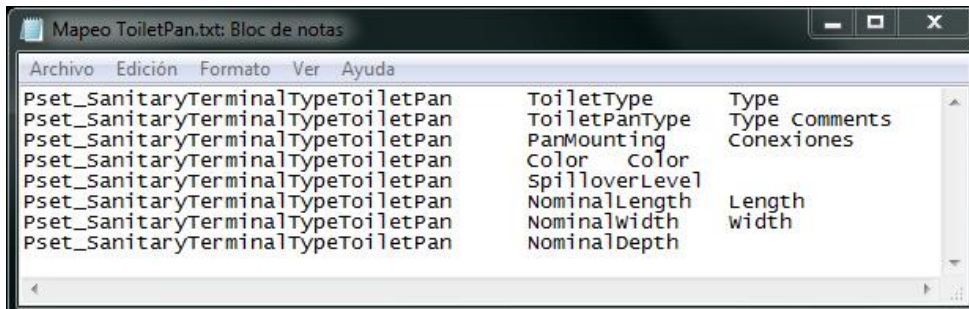 Mapeo ToiletPan.txt: Bloc de notas
Archivo Edición Formato Ver Ayuda
Pset_SanitaryTerminalTypeToiletPan ToiletType Type
Pset_SanitaryTerminalTypeToiletPan ToiletPanType Type Comments
Pset_SanitaryTerminalTypeToiletPan PanMounting Conexiones
Pset_SanitaryTerminalTypeToiletPan Color Color
Pset_SanitaryTerminalTypeToiletPan SpilloverLevel
Pset_SanitaryTerminalTypeToiletPan NominalLength Length
Pset_SanitaryTerminalTypeToiletPan NominalWidth Width
Pset_SanitaryTerminalTypeToiletPan NominalDepth